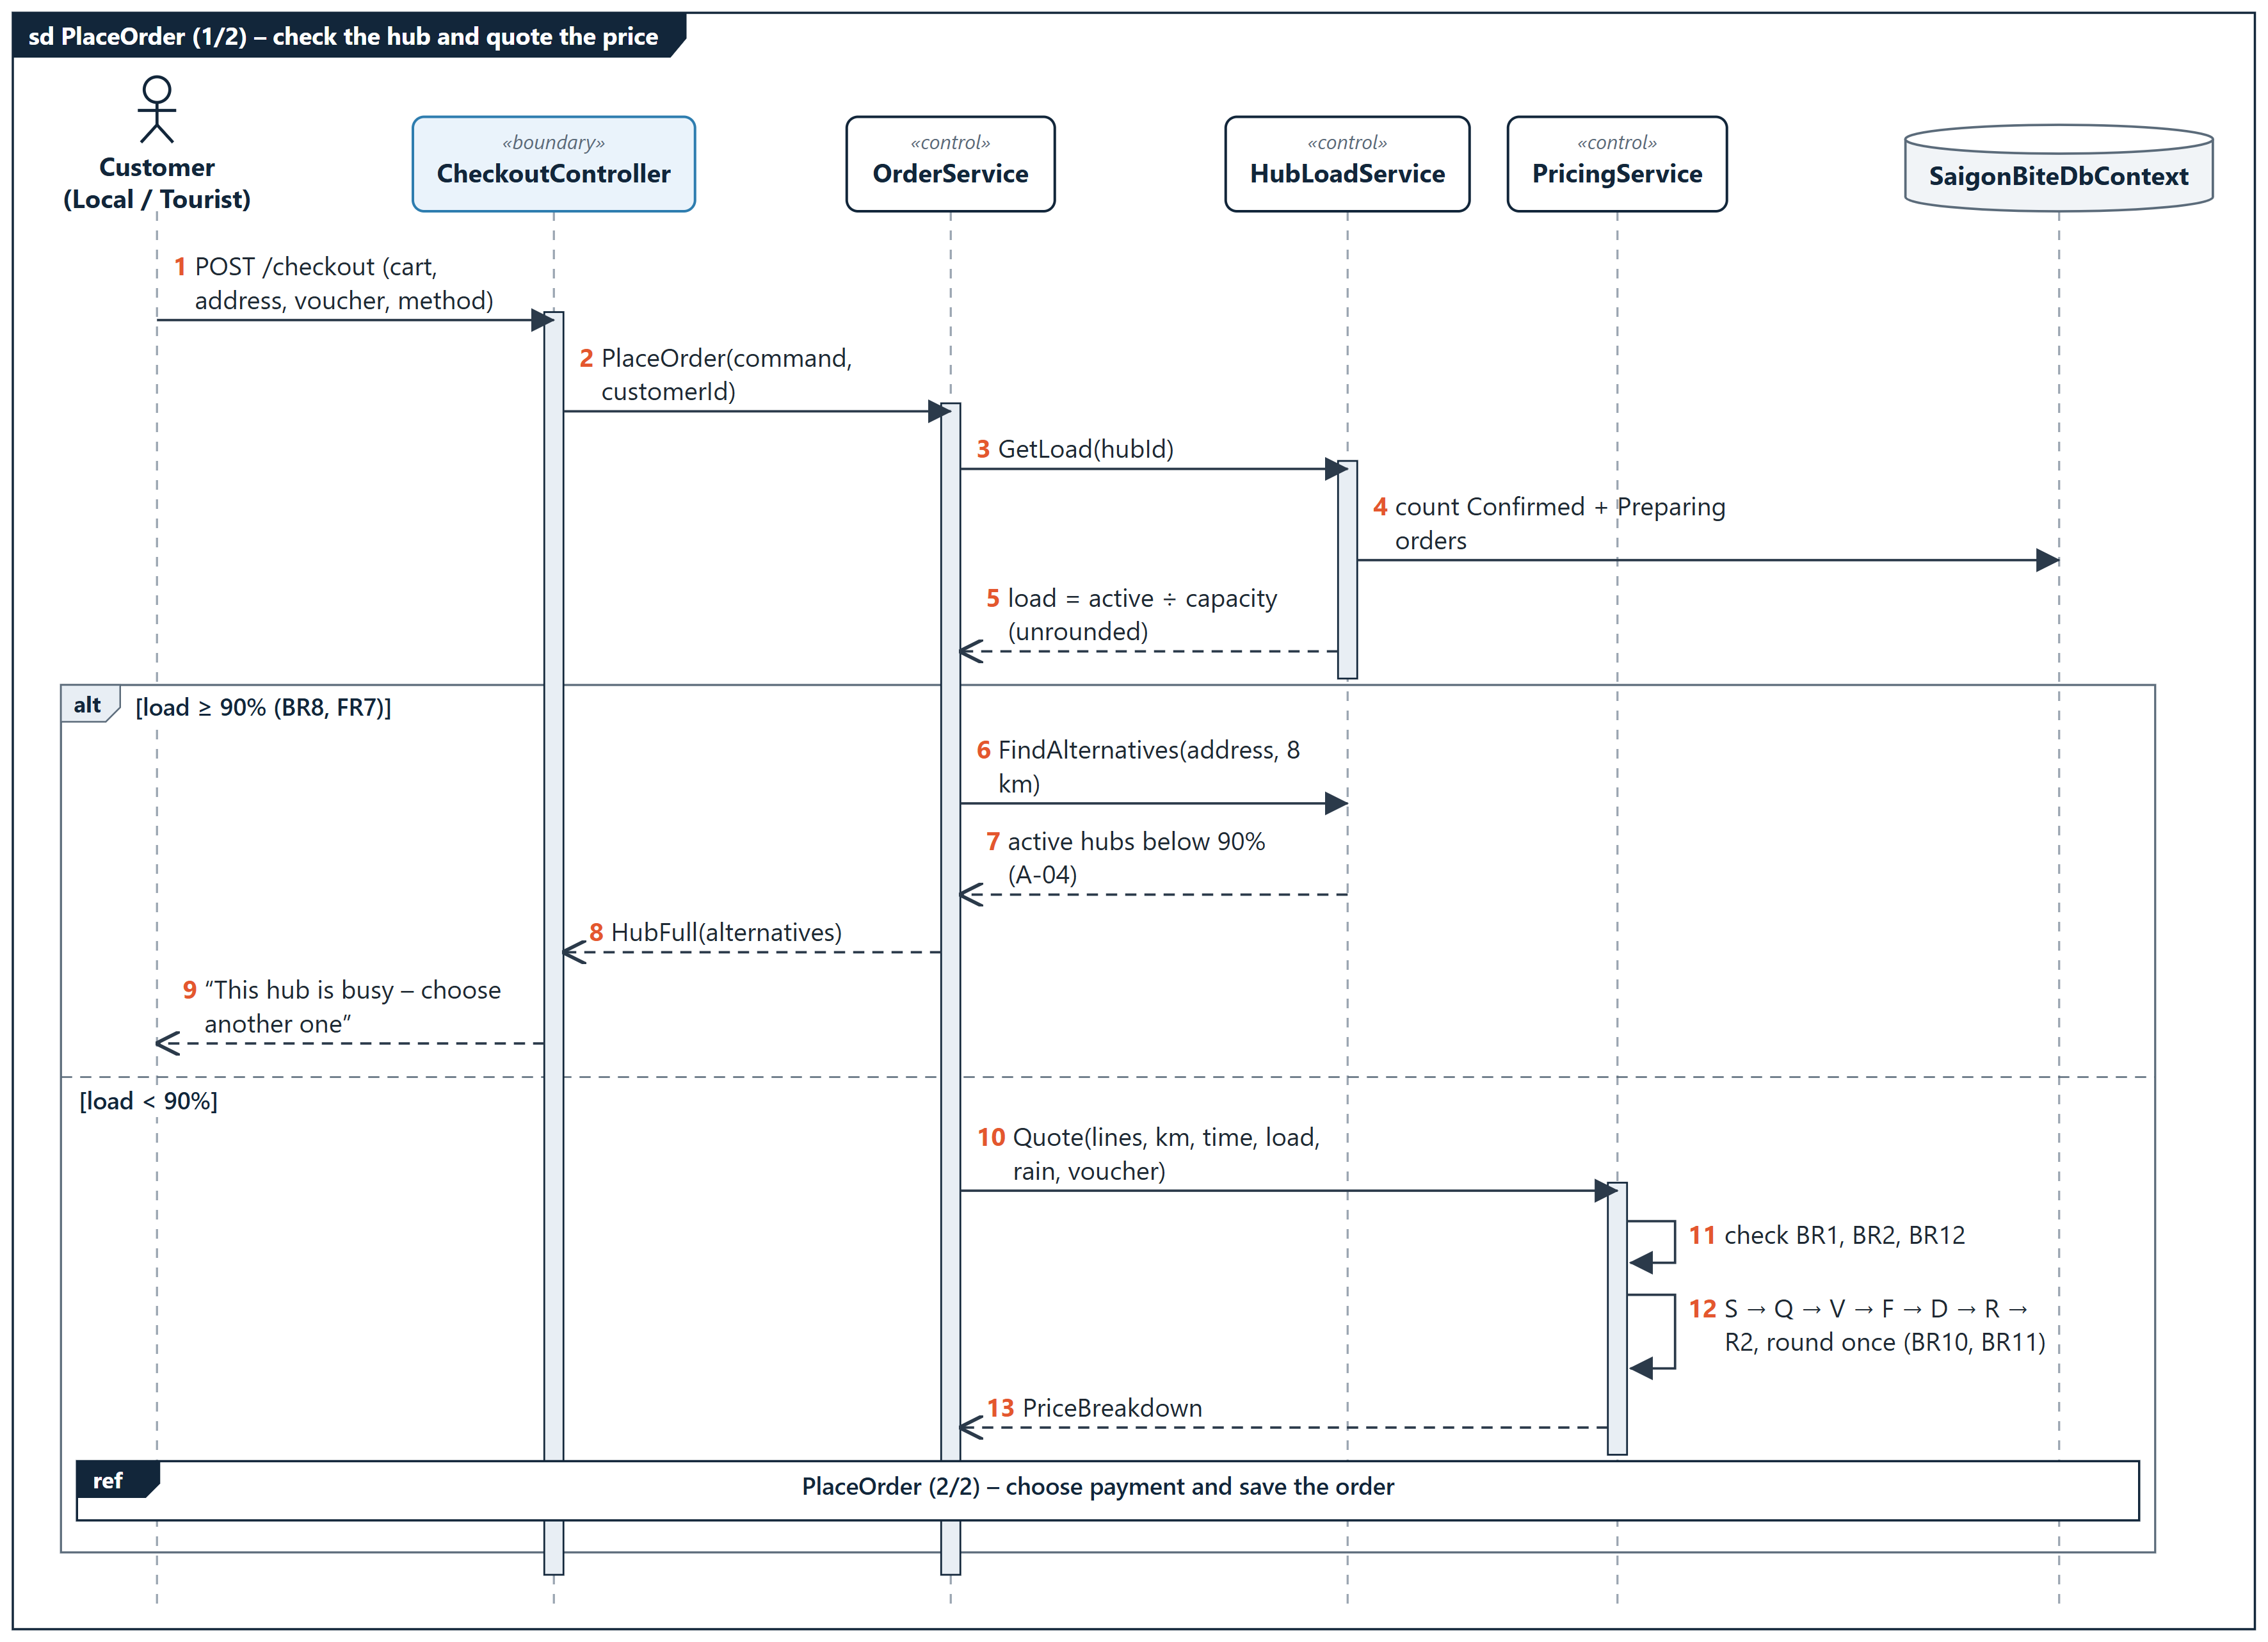 sd PlaceOrder (1/2) – check the hub and quote the price
Customer
(Local / Tourist)
«boundary»
CheckoutController
«control»
OrderService
«control»
HubLoadService
«control»
PricingService
SaigonBiteDbContext
1 POST /checkout (cart,
address, voucher, method)
2 PlaceOrder(command,
customerId)
3 GetLoad(hubId)
4 count Confirmed + Preparing
orders
5 load = active ÷ capacity
(unrounded)
alt [load ≥ 90% (BR8, FR7)]
6 FindAlternatives(address, 8
km)
7 active hubs below 90%
(A-04)
8 HubFull(alternatives)
9 “This hub is busy – choose
another one”
[load < 90%]
10 Quote(lines, km, time, load,
rain, voucher)
11 check BR1, BR2, BR12
12 S → Q → V → F → D → R →
R2, round once (BR10, BR11)
13 PriceBreakdown
ref PlaceOrder (2/2) – choose payment and save the order